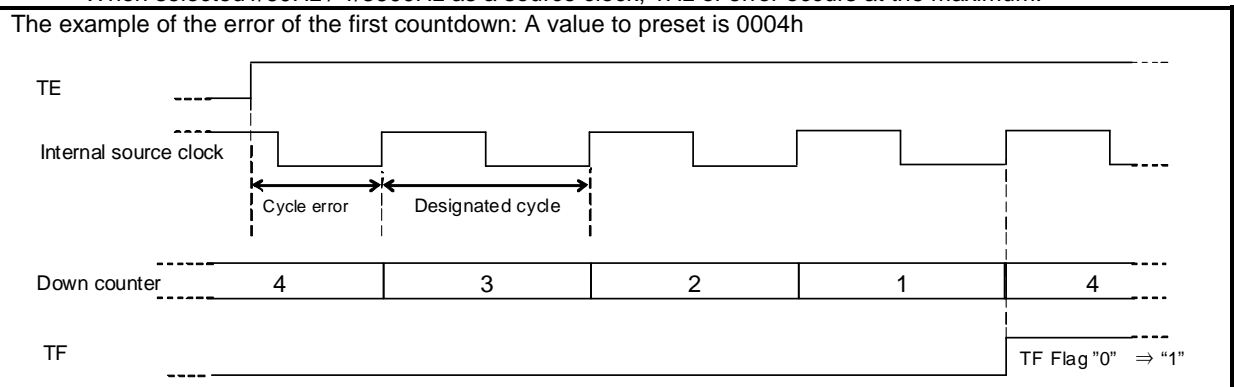 The example of the error of the first countdown: A value to preset is 0004h
TE
Internal source clock
Cycle error
Designated cycle
Down counter
4 3 2 1 4
TF
TF Flag "0" ⇒ "1"